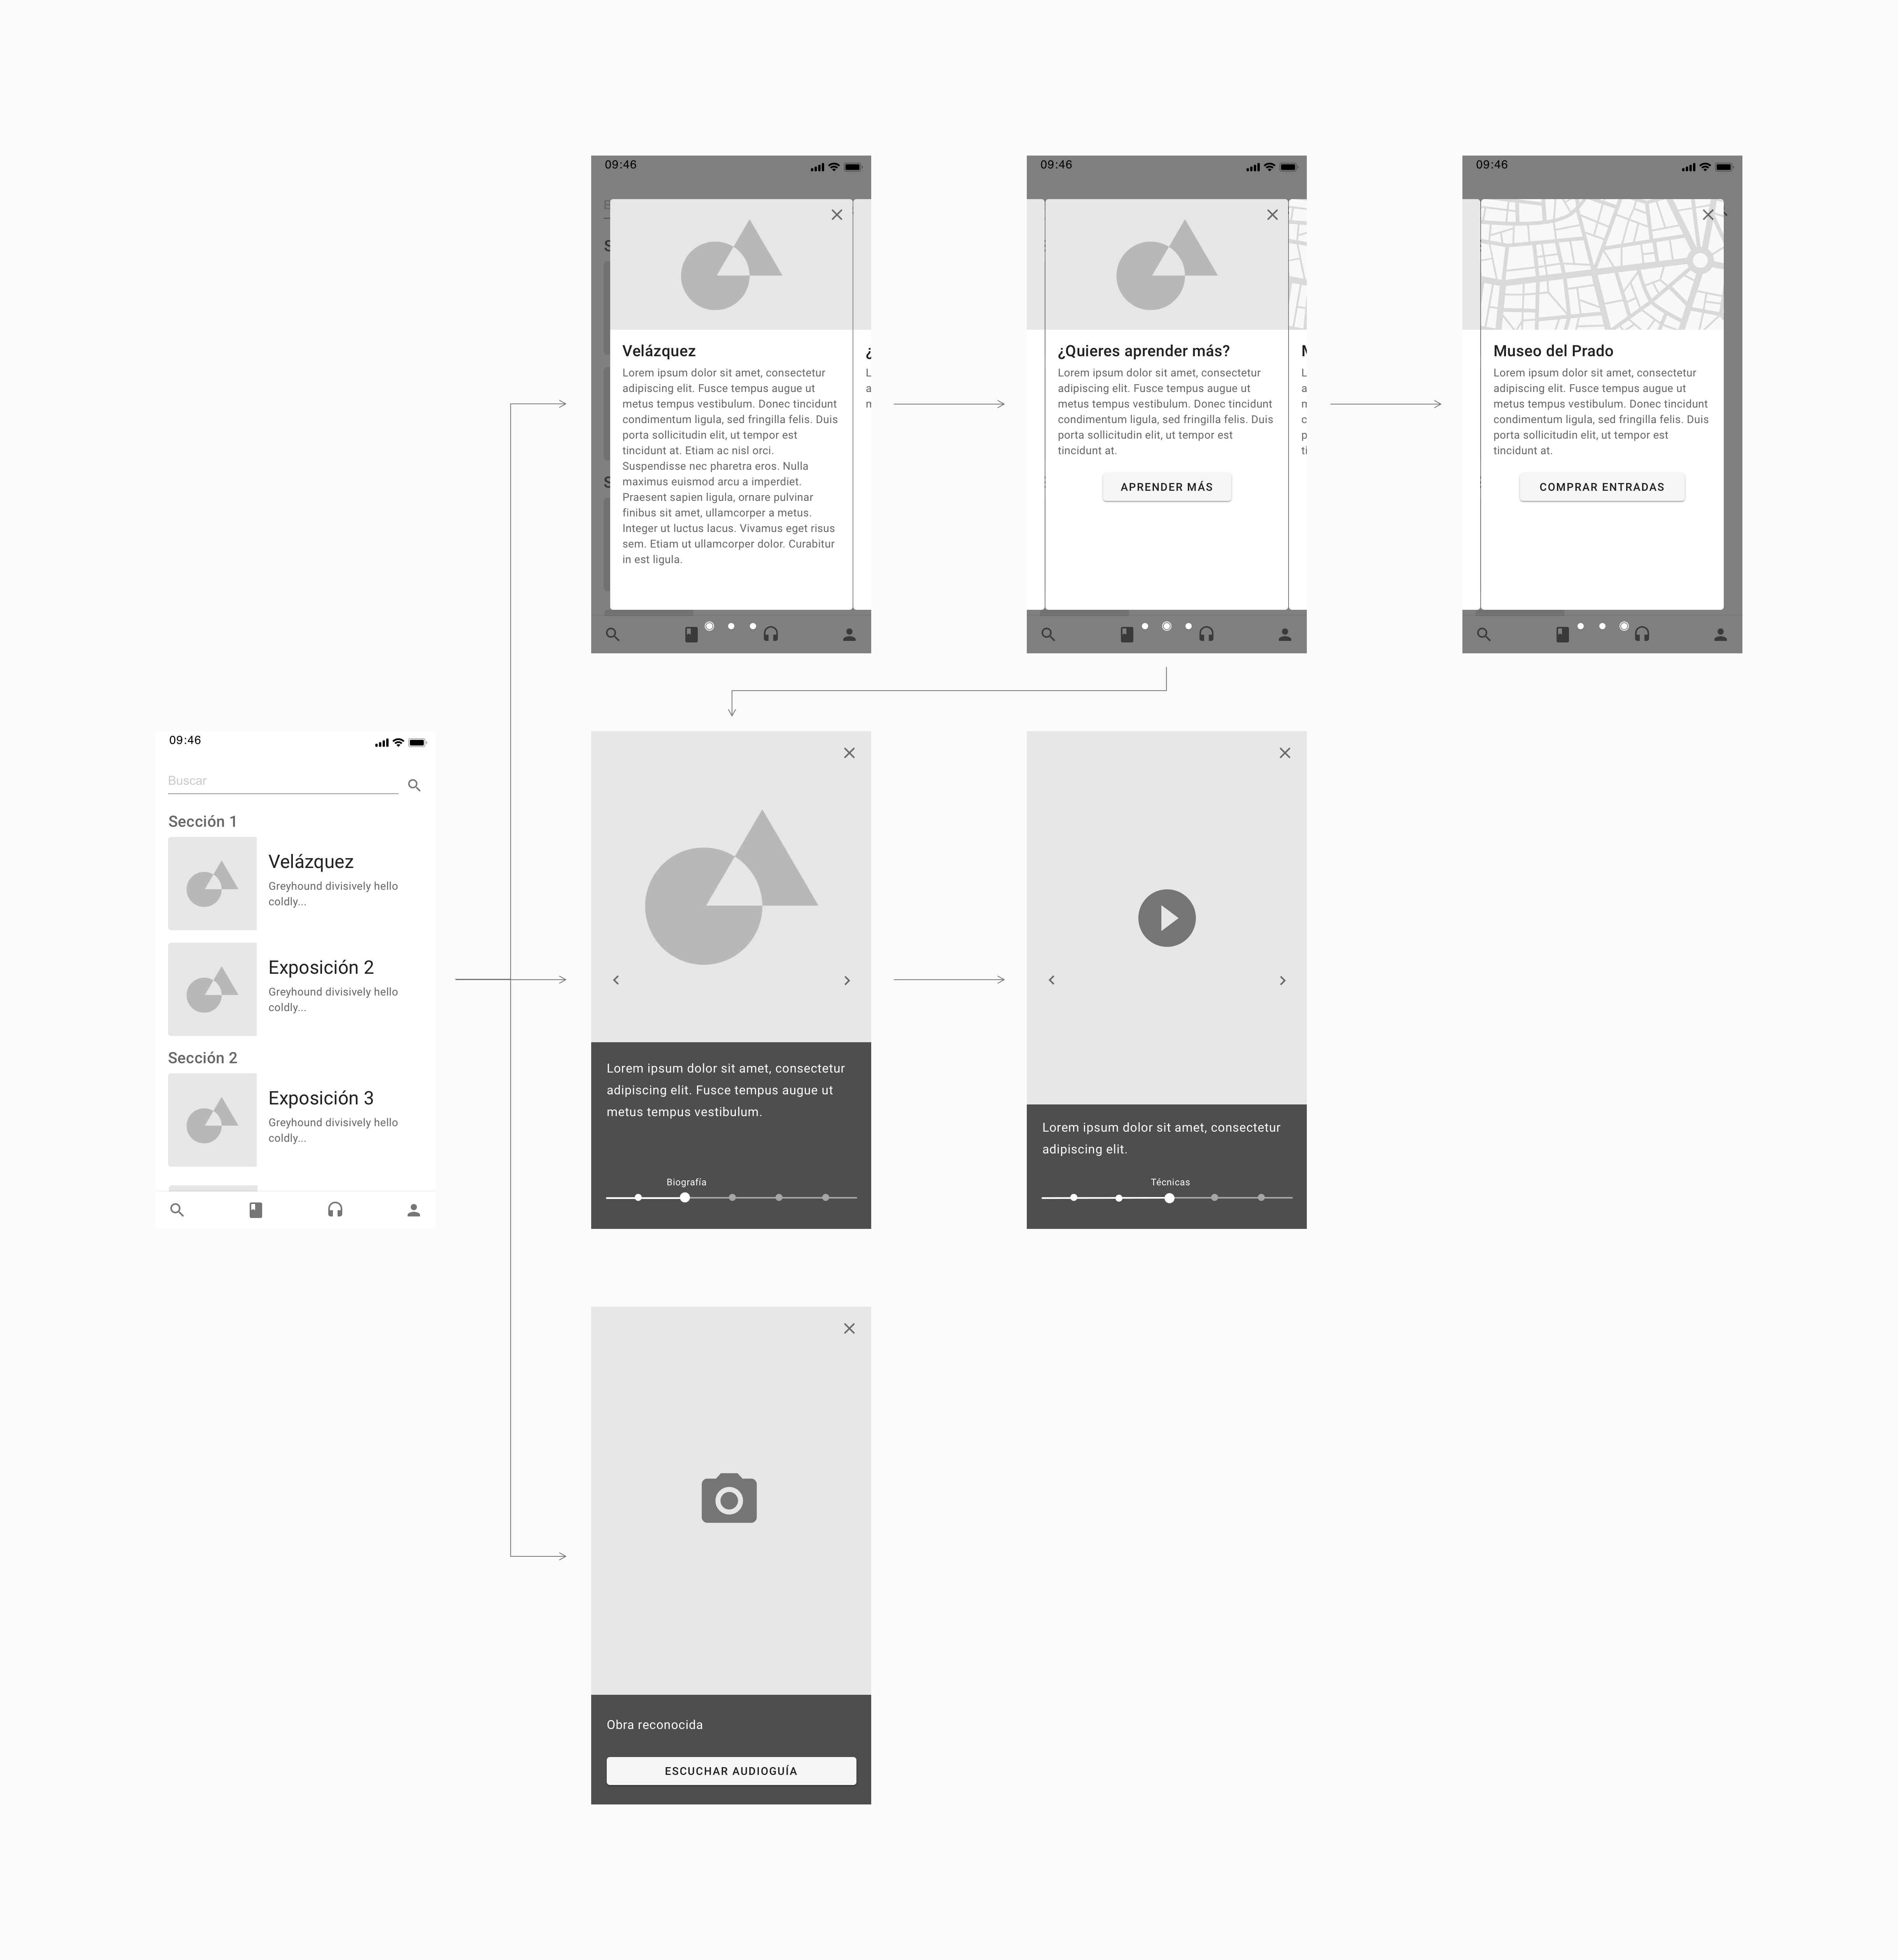 09:46
Velázquez
Lorem ipsum dolor sit amet, consectetur
adipiscing elit. Fusce tempus augue ut
metus tempus vestibulum. Donec tincidunt
condimentum ligula, sed fringilla felis. Duis
porta sollicitudin elit, ut tempor est
tincidunt at. Etiam ac nisl orci.
Suspendisse nec pharetra eros. Nulla
maximus euismod arcu a imperdiet.
Praesent sapien ligula, ornare pulvinar
finibus sit amet, ullamcorper a metus.
Integer ut luctus lacus. Vivamus eget risus
sem. Etiam ut ullamcorper dolor. Curabitur
in est ligula.
09:46
¿Quieres aprender más?
Lorem ipsum dolor sit amet, consectetur
adipiscing elit. Fusce tempus augue ut
metus tempus vestibulum. Donec tincidunt
condimentum ligula, sed fringilla felis. Duis
porta sollicitudin elit, ut tempor est
tincidunt at.
APRENDER MÁS
09:46
Museo del Prado
Lorem ipsum dolor sit amet, consectetur
adipiscing elit. Fusce tempus augue ut
metus tempus vestibulum. Donec tincidunt
condimentum ligula, sed fringilla felis. Duis
porta sollicitudin elit, ut tempor est
tincidunt at.
COMPRAR ENTRADAS
09:46
Buscar
Sección 1
Velázquez
Greyhound divisively hello
coldly...
Exposición 2
Greyhound divisively hello
coldly...
Sección 2
Exposición 3
Greyhound divisively hello
coldly...
Lorem ipsum dolor sit amet, consectetur
adipiscing elit. Fusce tempus augue ut
metus tempus vestibulum.
Biografía
Lorem ipsum dolor sit amet, consectetur
adipiscing elit.
Técnicas
Obra reconocida
ESCUCHAR AUDIOGUÍA